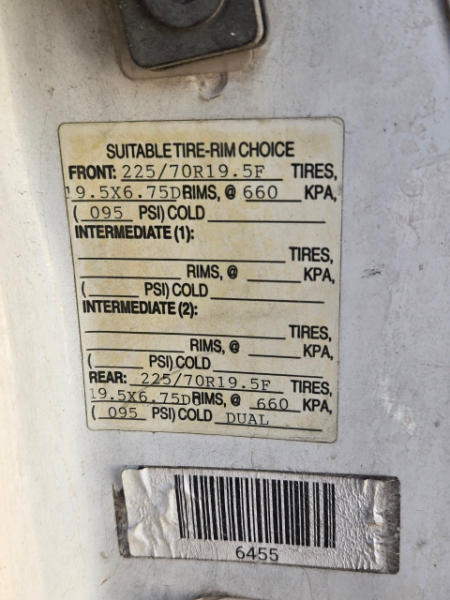 SUITABLE TIRE-RIM CHOICE
FRONT: 225/70R19.5F TIRES,
19.5X6.75D RIMS, @ 660 KPA,
( 095 PSI) COLD
INTERMEDIATE (1):
TIRES,
RIMS, @ KPA,
( PSI) COLD
INTERMEDIATE (2):
TIRES,
RIMS, @ KPA,
( PSI) COLD
REAR: 225/70R19.5F TIRES,
19.5X6.75D RIMS, @ 660 KPA,
( 095 PSI) COLD DUAL
6455